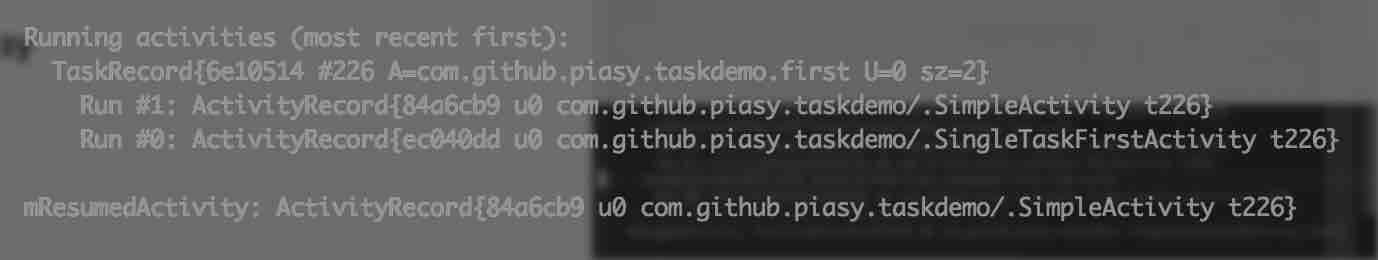 Running activities (most recent first):
TaskRecord{6e10514 #226 A=com.github.piasy.taskdemo.first U=0 sz=2}
Run #1: ActivityRecord{84a6cb9 u0 com.github.piasy.taskdemo/.SimpleActivity t226}
Run #0: ActivityRecord{ec040dd u0 com.github.piasy.taskdemo/.SingleTaskFirstActivity t226}
mResumedActivity: ActivityRecord{84a6cb9 u0 com.github.piasy.taskdemo/.SimpleActivity t226}